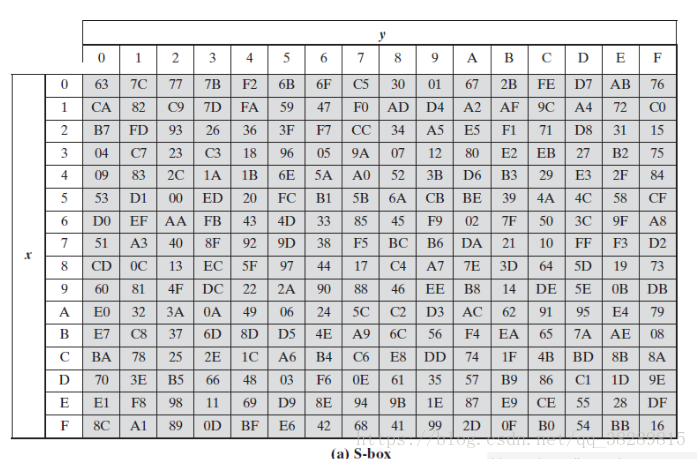 y
0 1 2 3 4 5 6 7 8 9 A B C D E F
0 63 7C 77 7B F2 6B 6F C5 30 01 67 2B FE D7 AB 76
1 CA 82 C9 7D FA 59 47 F0 AD D4 A2 AF 9C A4 72 C0
2 B7 FD 93 26 36 3F F7 CC 34 A5 E5 F1 71 D8 31 15
3 04 C7 23 C3 18 96 05 9A 07 12 80 E2 EB 27 B2 75
4 09 83 2C 1A 1B 6E 5A A0 52 3B D6 B3 29 E3 2F 84
5 53 D1 00 ED 20 FC B1 5B 6A CB BE 39 4A 4C 58 CF
6 D0 EF AA FB 43 4D 33 85 45 F9 02 7F 50 3C 9F A8
7 51 A3 40 8F 92 9D 38 F5 BC B6 DA 21 10 FF F3 D2
x
8 CD 0C 13 EC 5F 97 44 17 C4 A7 7E 3D 64 5D 19 73
9 60 81 4F DC 22 2A 90 88 46 EE B8 14 DE 5E 0B DB
A E0 32 3A 0A 49 06 24 5C C2 D3 AC 62 91 95 E4 79
B E7 C8 37 6D 8D D5 4E A9 6C 56 F4 EA 65 7A AE 08
C BA 78 25 2E 1C A6 B4 C6 E8 DD 74 1F 4B BD 8B 8A
D 70 3E B5 66 48 03 F6 0E 61 35 57 B9 86 C1 1D 9E
E E1 F8 98 11 69 D9 8E 94 9B 1E 87 E9 CE 55 28 DF
F 8C A1 89 0D BF E6 42 68 41 99 2D 0F B0 54 BB 16
https://blog.csdn.net/qq_38289815
(a) S-box